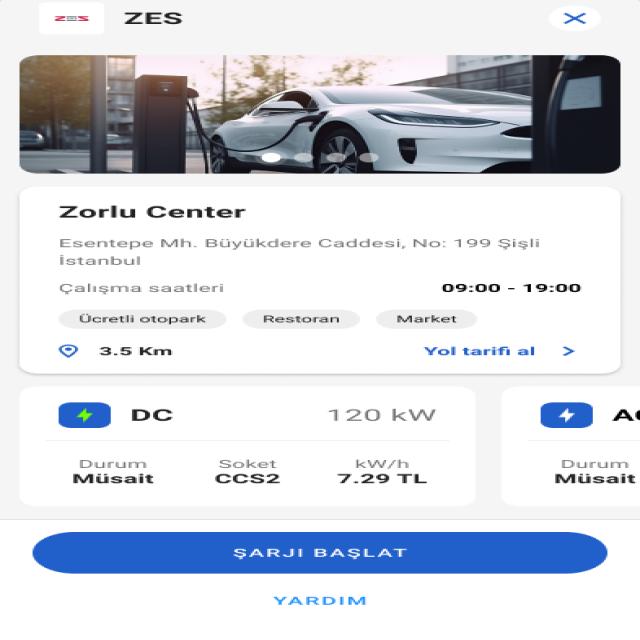 ZES ZES
Zorlu Center
Esentepe Mh. Büyükdere Caddesi, No: 199 Şişli
İstanbul
Çalışma saatleri 09:00 - 19:00
Ücretli otopark Restoran Market
3.5 Km Yol tarifi al
DC 120 kW
Durum Soket kW/h
Müsait CCS2 7.29 TL
Durum
Müsait
ŞARJI BAŞLAT
YARDIM